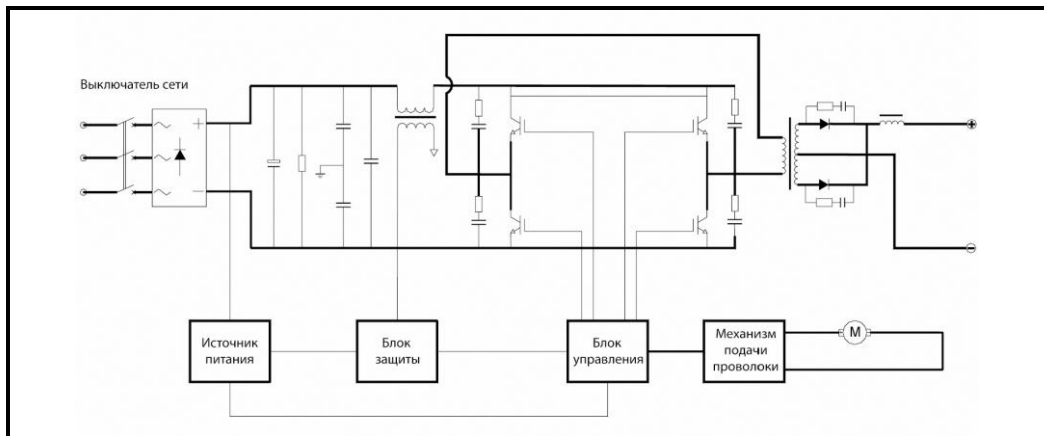 Выключатель сети
Источник
питания
Блок
защиты
Блок
управления
Механизм
подачи
проволоки
M